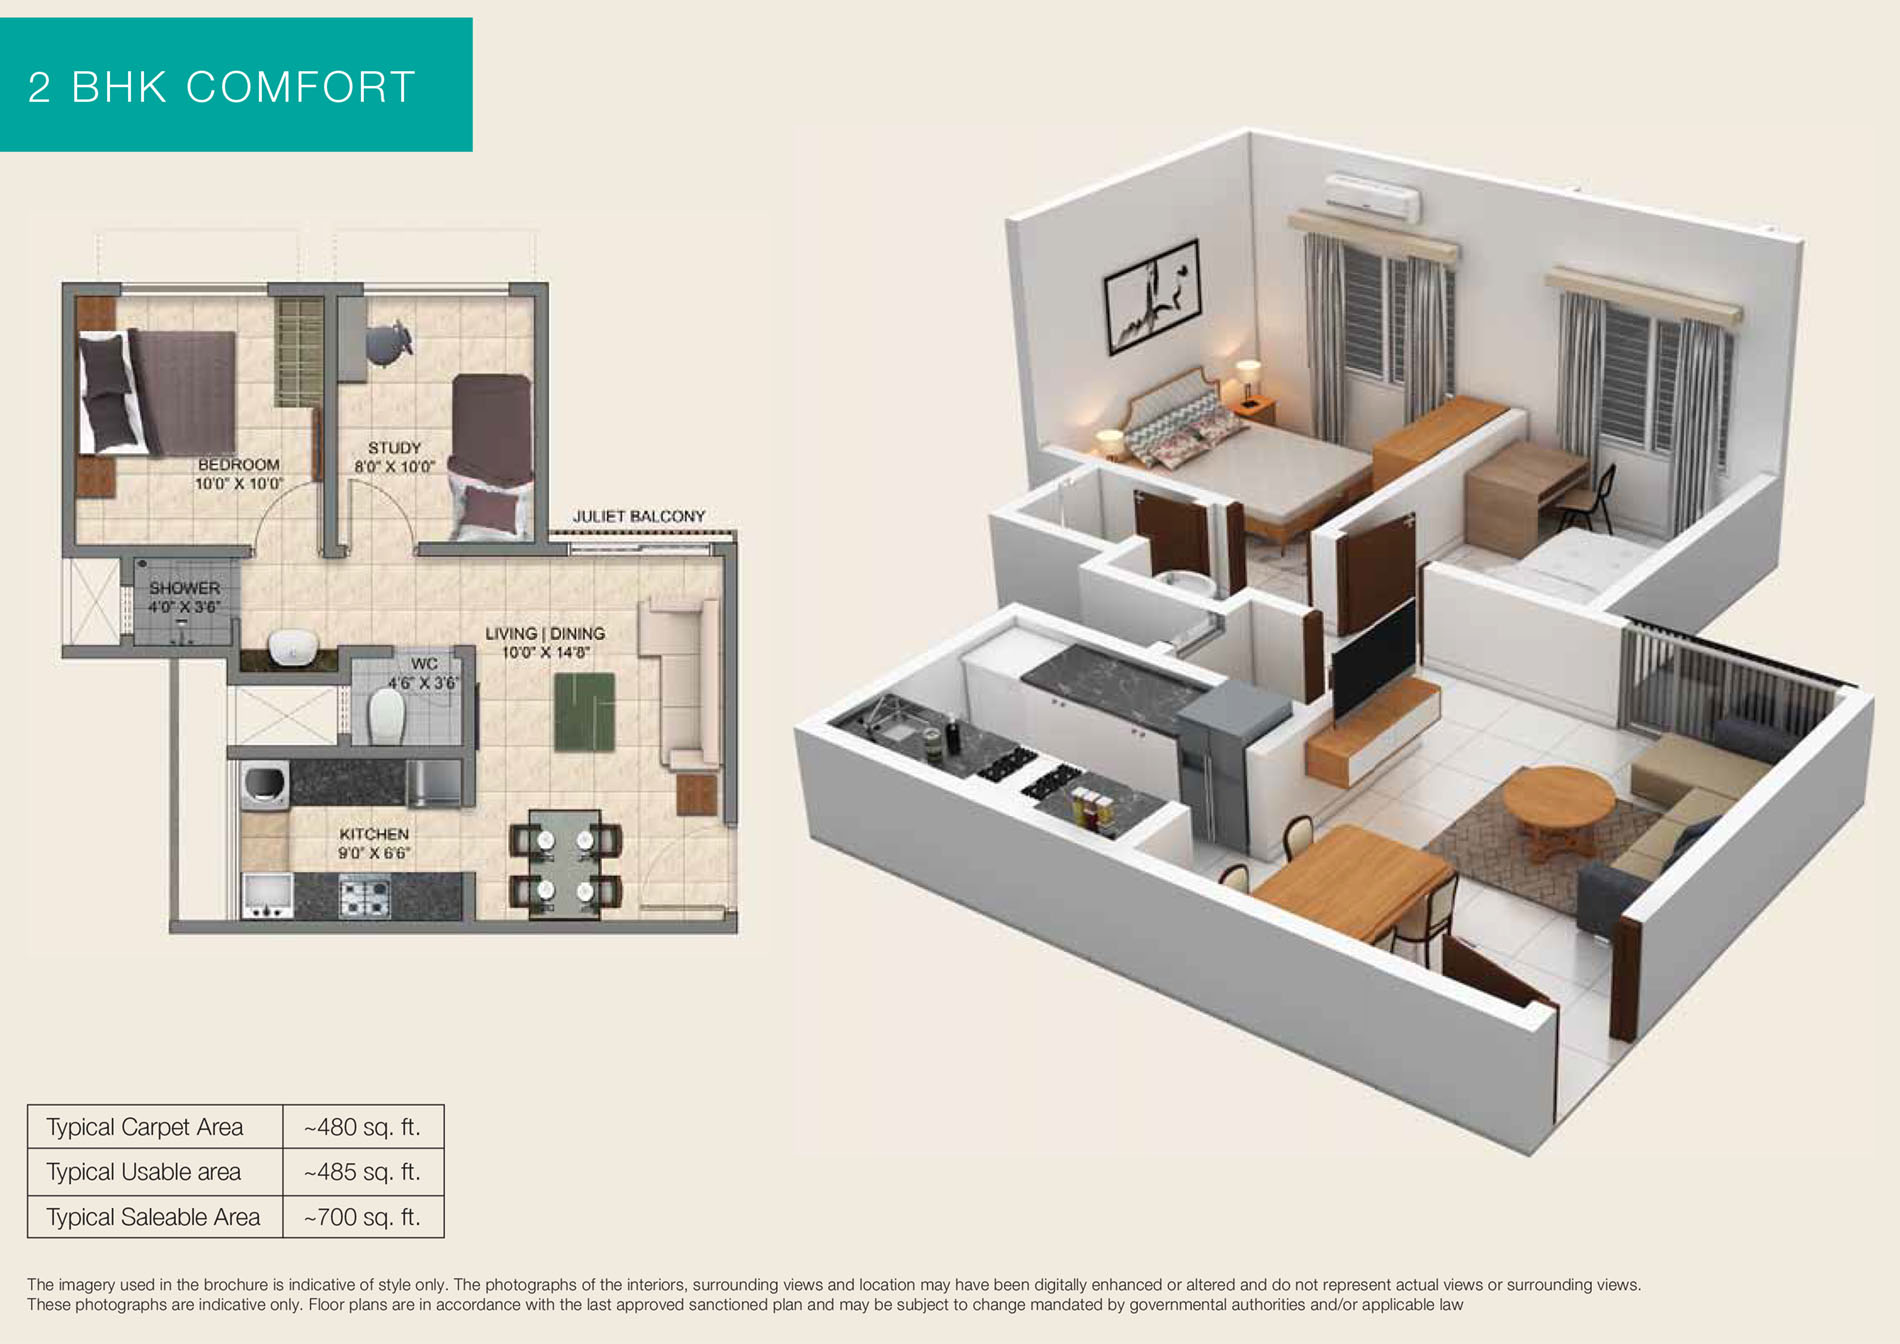 2 BHK COMFORT
BEDROOM
10'0" X 10'0"
STUDY
8'0" X 10'0"
JULIET BALCONY
SHOWER
4'0" X 3'6"
LIVING | DINING
10'0" X 14'8"
WC
4'6" X 3'6"
KITCHEN
9'0" X 6'6"
Typical Carpet Area ~480 sq. ft.
Typical Usable area ~485 sq. ft.
Typical Saleable Area ~700 sq. ft.
The imagery used in the brochure is indicative of style only. The photographs of the interiors, surrounding views and location may have been digitally enhanced or altered and do not represent actual views or surrounding views.
These photographs are indicative only. Floor plans are in accordance with the last approved sanctioned plan and may be subject to change mandated by governmental authorities and/or applicable law